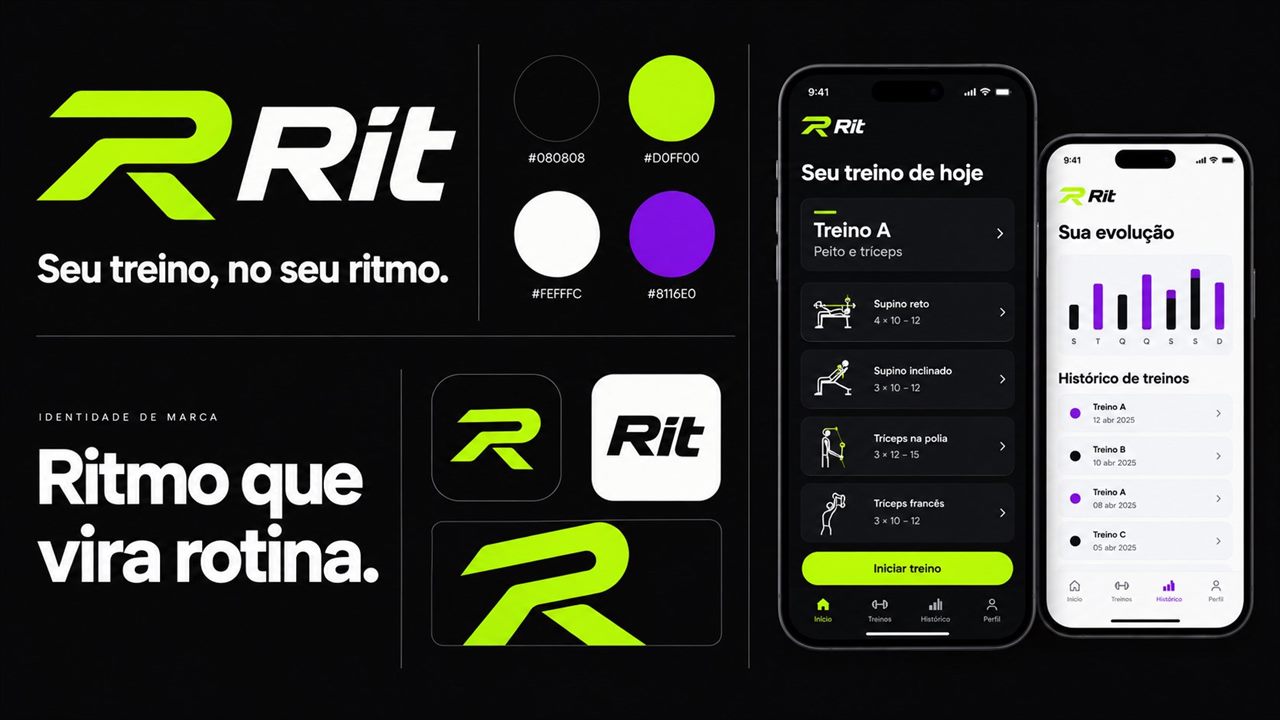 Rit
Seu treino, no seu ritmo.
#080808
#D0FF00
#FEFFFC
#8116E0
IDENTIDADE DE MARCA
Ritmo que
vira rotina.
Rit
9:41
Rit
Seu treino de hoje
Treino A
Peito e tríceps
Supino reto
4 × 10 – 12
Supino inclinado
3 × 10 – 12
Tríceps na polia
3 × 12 – 15
Tríceps francês
3 × 10 – 12
Iniciar treino
Início
Treinos
Histórico
Perfil
9:41
Rit
Sua evolução
S T Q Q S S D
Histórico de treinos
Treino A
12 abr 2025
Treino B
10 abr 2025
Treino A
08 abr 2025
Treino C
05 abr 2025
Início
Treinos
Histórico
Perfil